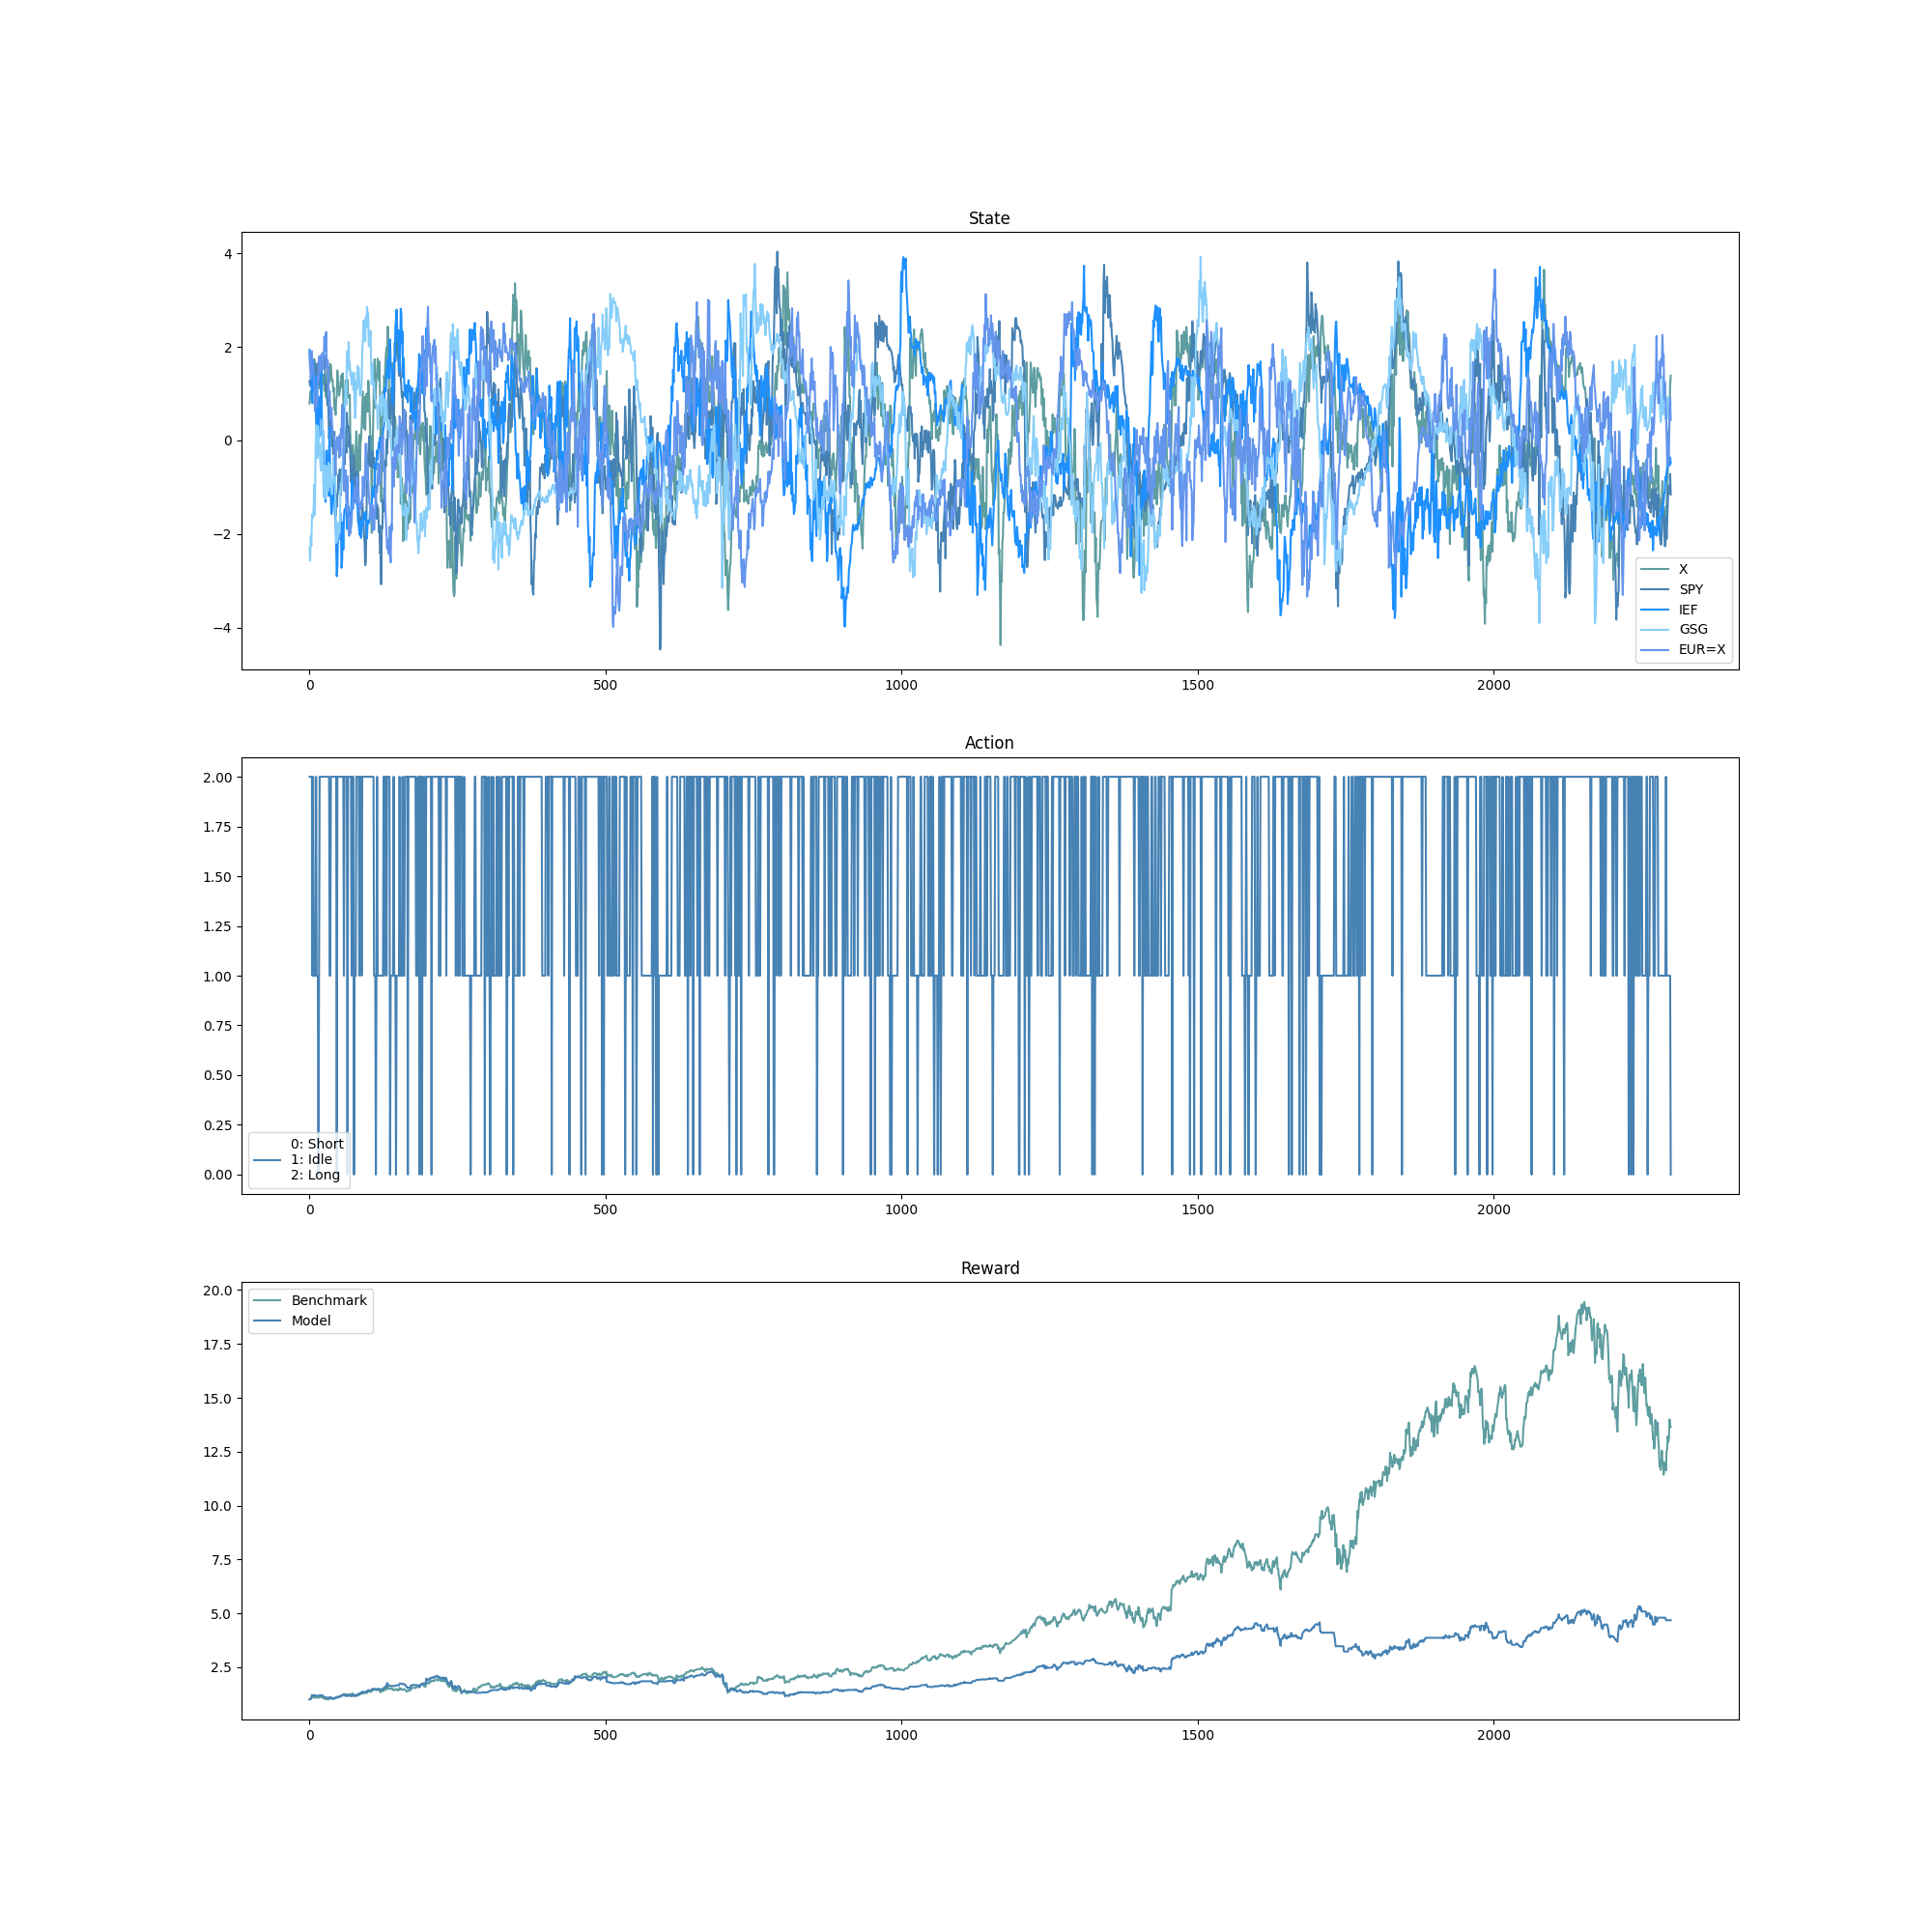 State
4
2
0
−2
−4
X
SPY
IEF
GSG
EUR=X
0 500 1000 1500 2000
Action
2.00
1.75
1.50
1.25
1.00
0.75
0.50
0.25
0.00
0: Short
1: Idle
2: Long
0 500 1000 1500 2000
Reward
20.0
17.5
15.0
12.5
10.0
7.5
5.0
2.5
Benchmark
Model
0 500 1000 1500 2000